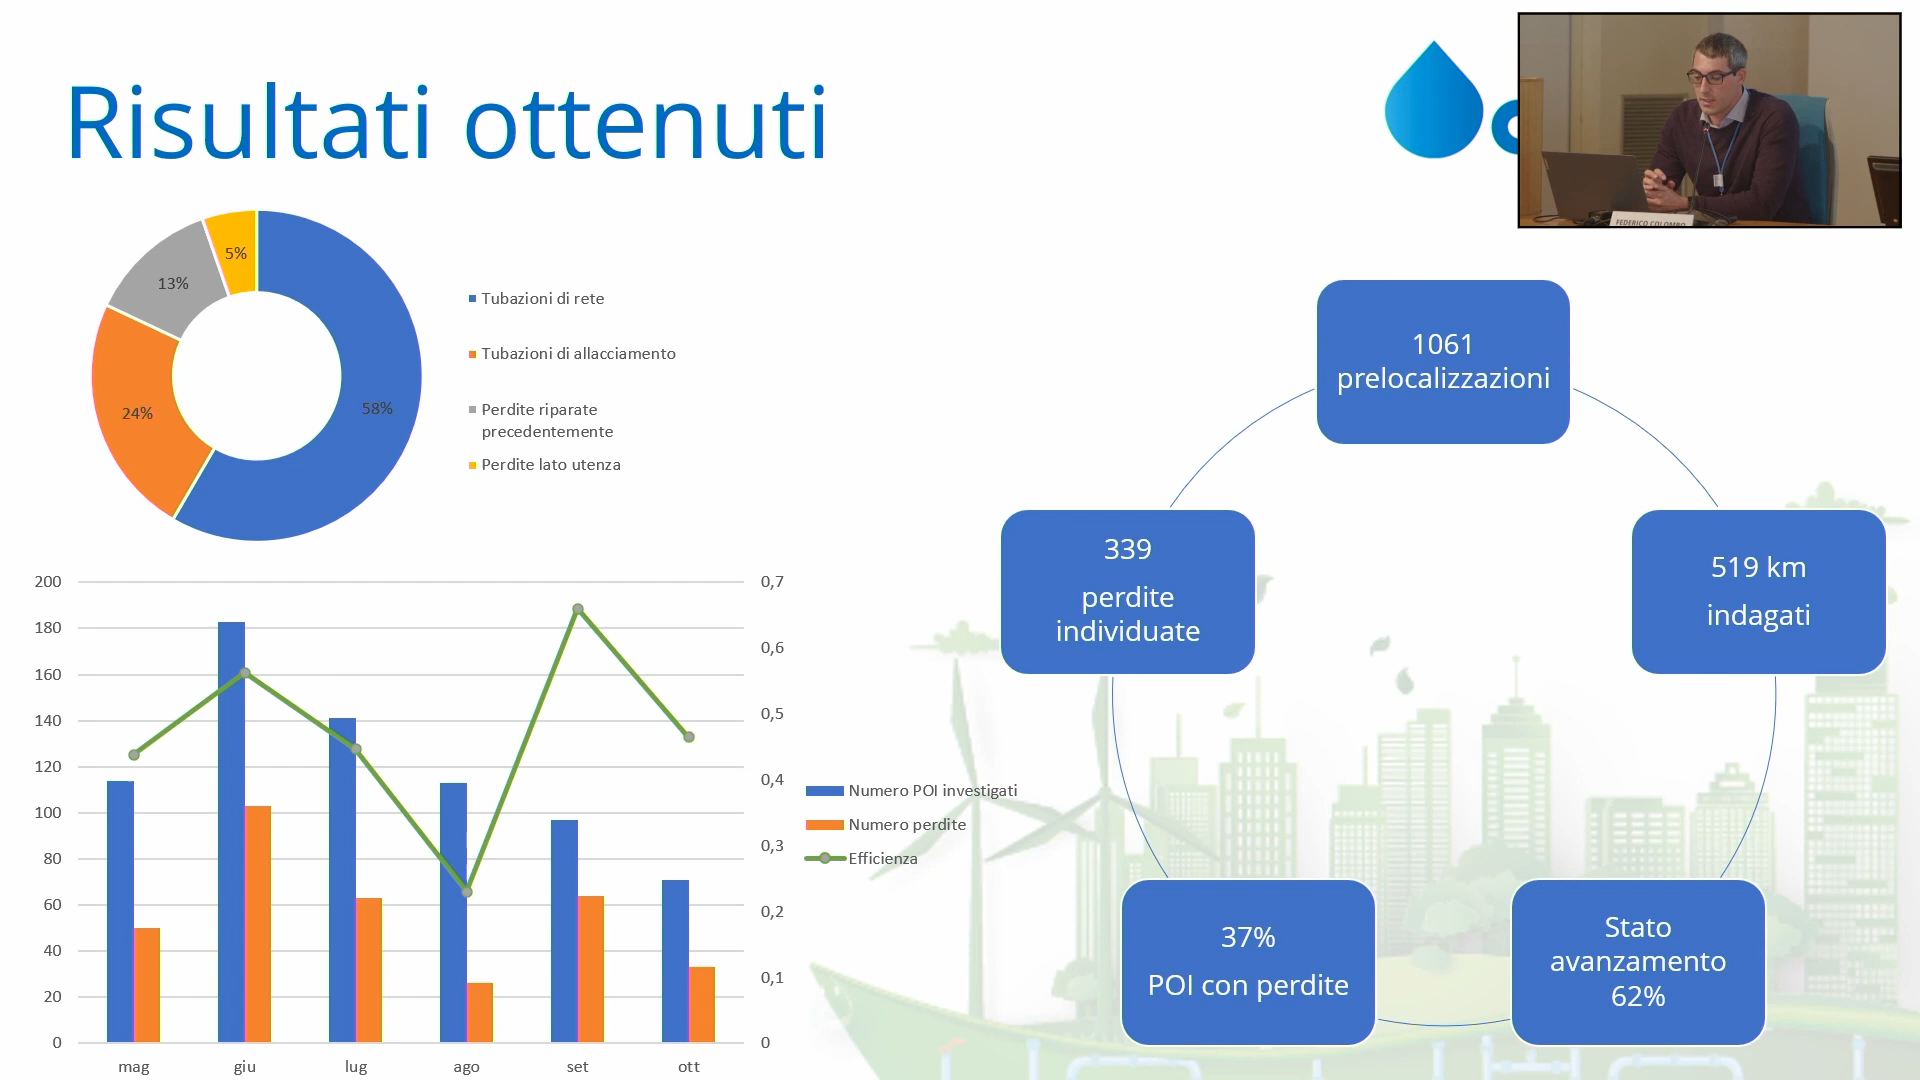 Risultati ottenuti
FEDERICO COLOMBO
5%
13%
24%
58%
Tubazioni di rete
Tubazioni di allacciamento
Perdite riparate
precedentemente
Perdite lato utenza
200
180
160
140
120
100
80
60
40
20
0
0,7
0,6
0,5
0,4
0,3
0,2
0,1
0
mag giu lug ago set ott
Numero POI investigati
Numero perdite
Efficienza
1061
prelocalizzazioni
339
perdite
individuate
519 km
indagati
37%
POI con perdite
Stato
avanzamento
62%